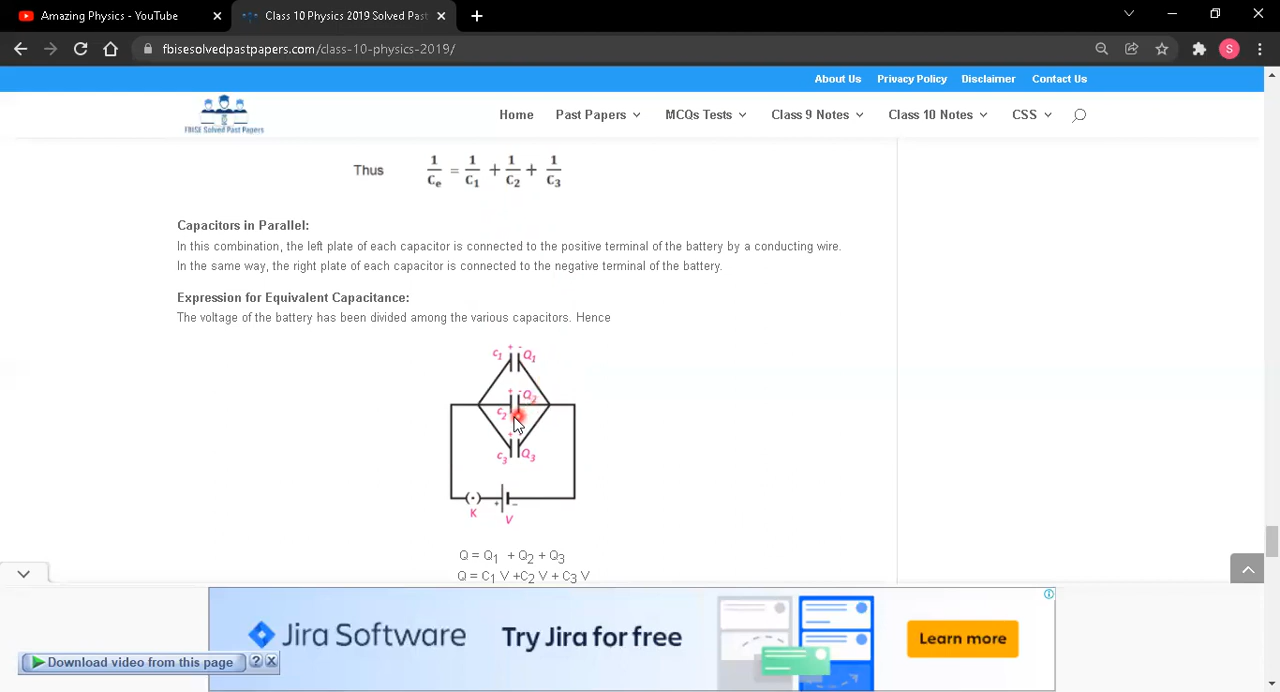 Amazing Physics - YouTube
Class 10 Physics 2019 Solved Past
fbisesolvedpastpapers.com/class-10-physics-2019/
S
About Us Privacy Policy Disclaimer Contact Us
FBISE Solved Past Papers
Home Past Papers MCQs Tests Class 9 Notes Class 10 Notes CSS
Thus 1/Ce = 1/C1 + 1/C2 + 1/C3
Capacitors in Parallel:
In this combination, the left plate of each capacitor is connected to the positive terminal of the battery by a conducting wire.
In the same way, the right plate of each capacitor is connected to the negative terminal of the battery.
Expression for Equivalent Capacitance:
The voltage of the battery has been divided among the various capacitors. Hence
+ -
C1 Q1
+ - Q2
C2
+
C3 Q3
+ -
K V
Q = Q1 + Q2 + Q3
Q = C1 V +C2 V + C3 V
Jira Software Try Jira for free Learn more
Download video from this page ? X